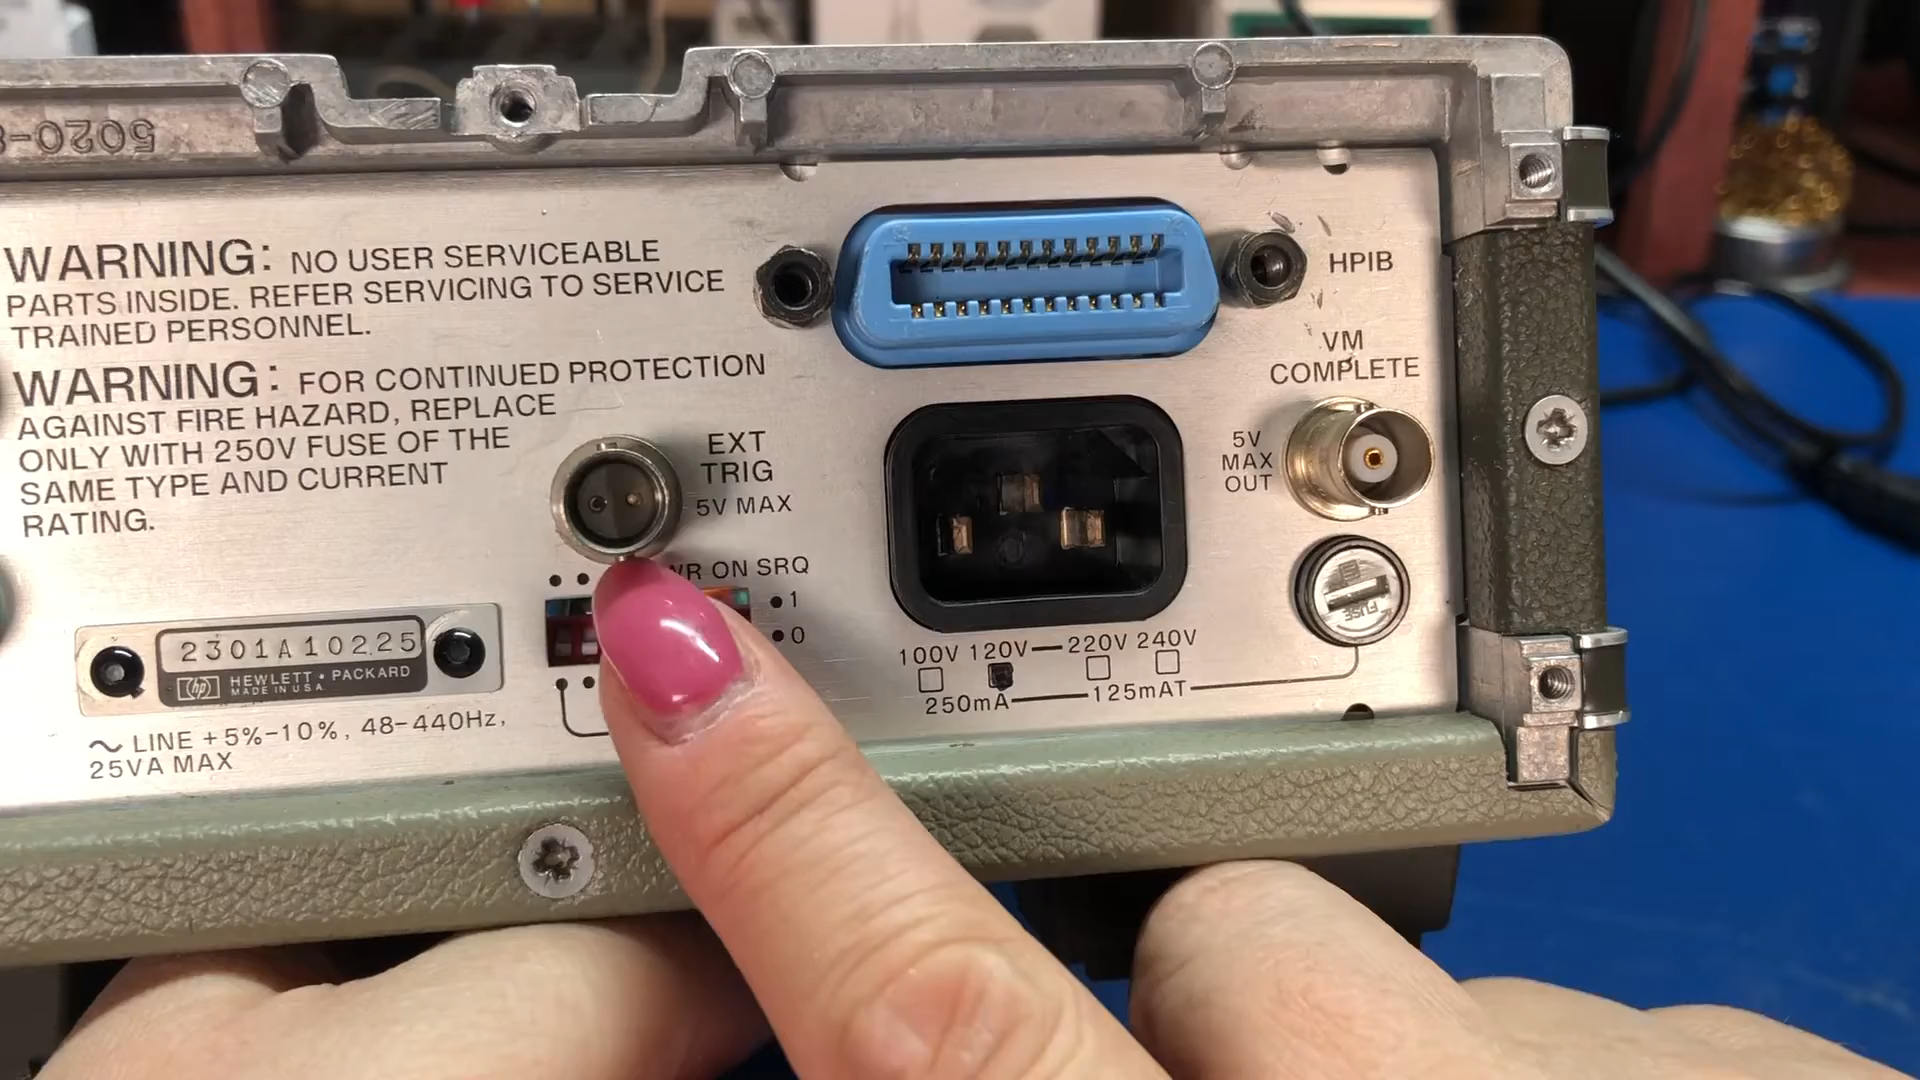 5020-8
WARNING: NO USER SERVICEABLE
PARTS INSIDE. REFER SERVICING TO SERVICE
TRAINED PERSONNEL.
WARNING: FOR CONTINUED PROTECTION
AGAINST FIRE HAZARD, REPLACE
ONLY WITH 250V FUSE OF THE
SAME TYPE AND CURRENT
RATING.
2301A10225
hp HEWLETT • PACKARD
MADE IN U.S.A.
~ LINE +5%-10%, 48-440Hz,
25VA MAX
EXT
TRIG
5V MAX
WR ON SRQ
1
0
HPIB
VM
COMPLETE
5V
MAX
OUT
FUSE
100V 120V 220V 240V
250mA 125mAT